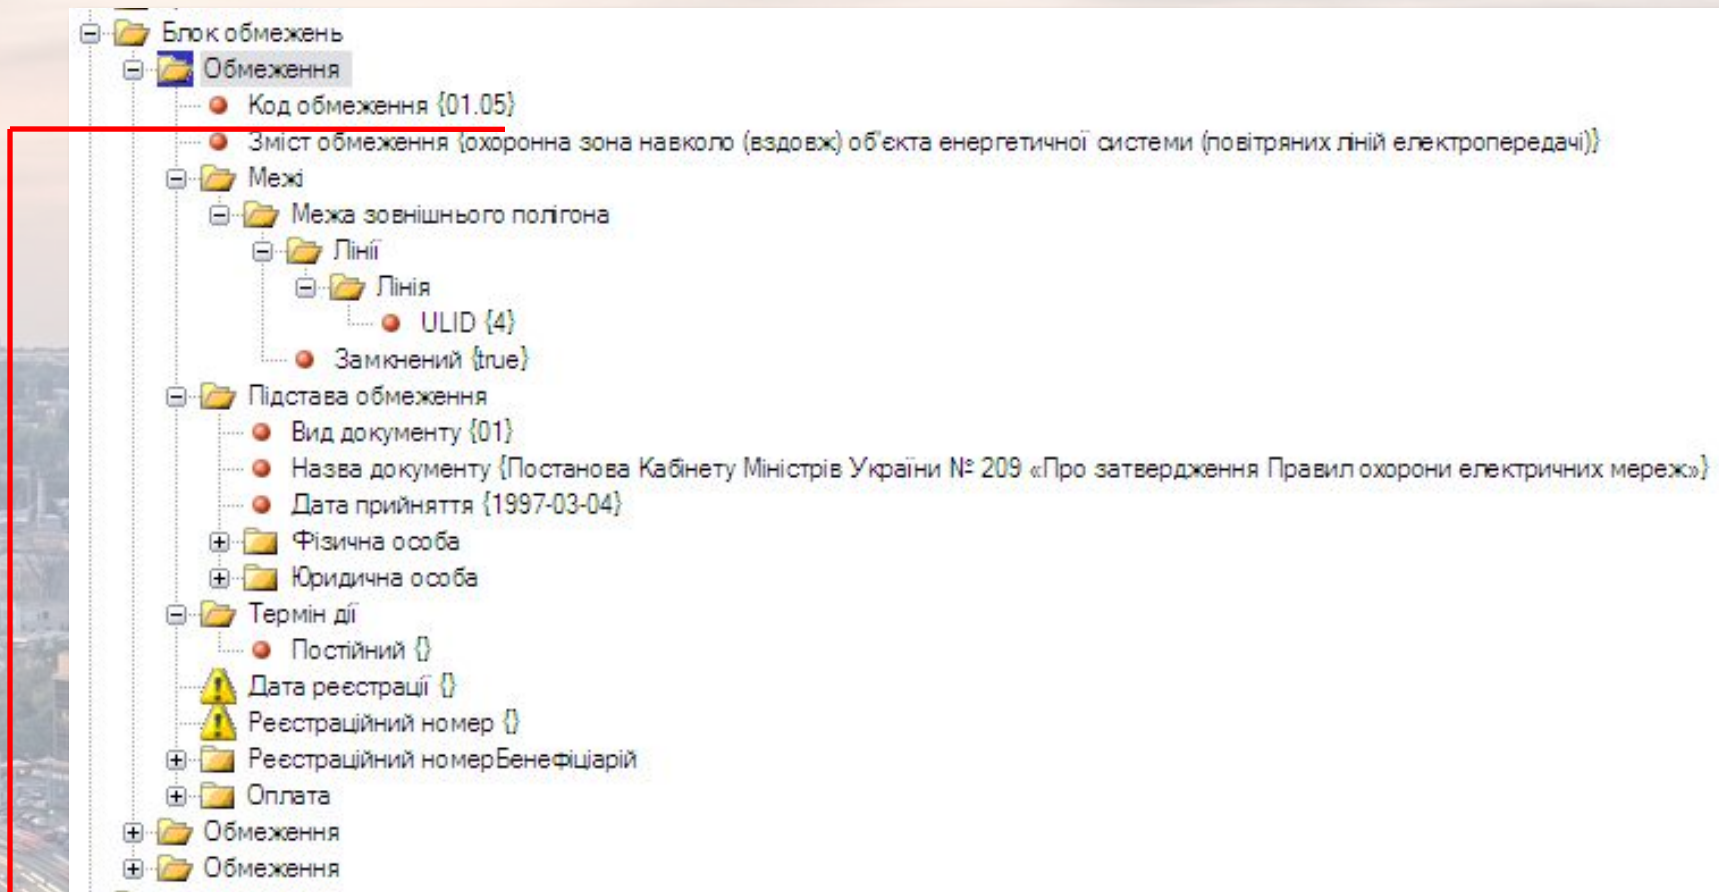 Блок обмежень
Обмеження
Код обмеження {01.05}
Зміст обмеження {охоронна зона навколо (вздовж) об'єкта енергетичної системи (повітряних ліній електропередачі)}
Межі
Межа зовнішнього полігона
Лінії
Лінія
ULID {4}
Замкнений {true}
Підстава обмеження
Вид документу {01}
Назва документу {Постанова Кабінету Міністрів України № 209 «Про затвердження Правил охорони електричних мереж»}
Дата прийняття {1997-03-04}
Фізична особа
Юридична особа
Термін дії
Постійний {}
Дата реєстрації {}
Реєстраційний номер {}
Реєстраційний номерБенефіціарій
Оплата
Обмеження
Обмеження